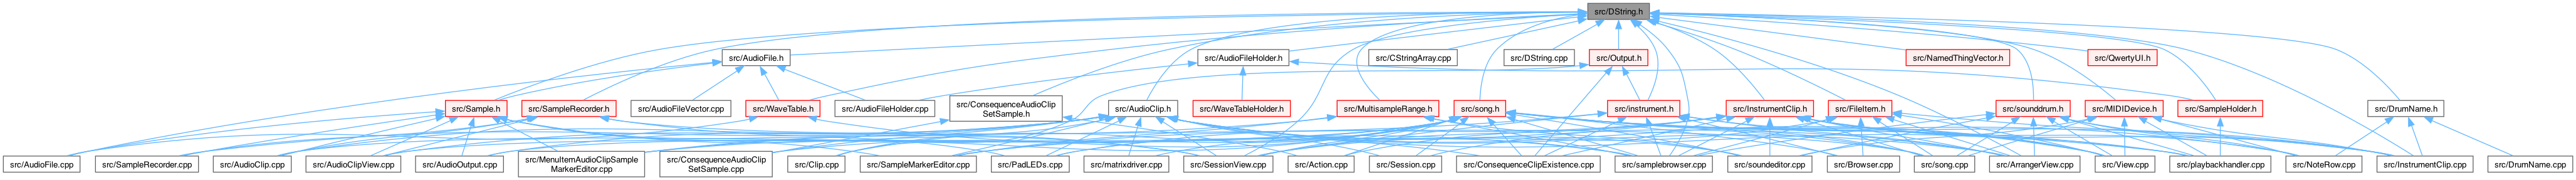 src/DString.h
src/AudioFile.h
src/AudioFileHolder.h
src/CStringArray.cpp
src/DString.cpp
src/Output.h
src/NamedThingVector.h
src/QwertyUI.h
src/Sample.h
src/SampleRecorder.h
src/AudioFileVector.cpp
src/WaveTable.h
src/AudioFileHolder.cpp
src/ConsequenceAudioClip
SetSample.h
src/AudioClip.h
src/WaveTableHolder.h
src/MultisampleRange.h
src/song.h
src/instrument.h
src/InstrumentClip.h
src/FileItem.h
src/sounddrum.h
src/MIDIDevice.h
src/SampleHolder.h
src/DrumName.h
src/AudioFile.cpp
src/SampleRecorder.cpp
src/AudioClip.cpp
src/AudioClipView.cpp
src/AudioOutput.cpp
src/MenuItemAudioClipSample
MarkerEditor.cpp
src/ConsequenceAudioClip
SetSample.cpp
src/Clip.cpp
src/SampleMarkerEditor.cpp
src/PadLEDs.cpp
src/matrixdriver.cpp
src/SessionView.cpp
src/Action.cpp
src/Session.cpp
src/ConsequenceClipExistence.cpp
src/samplebrowser.cpp
src/soundeditor.cpp
src/Browser.cpp
src/song.cpp
src/ArrangerView.cpp
src/View.cpp
src/playbackhandler.cpp
src/NoteRow.cpp
src/InstrumentClip.cpp
src/DrumName.cpp